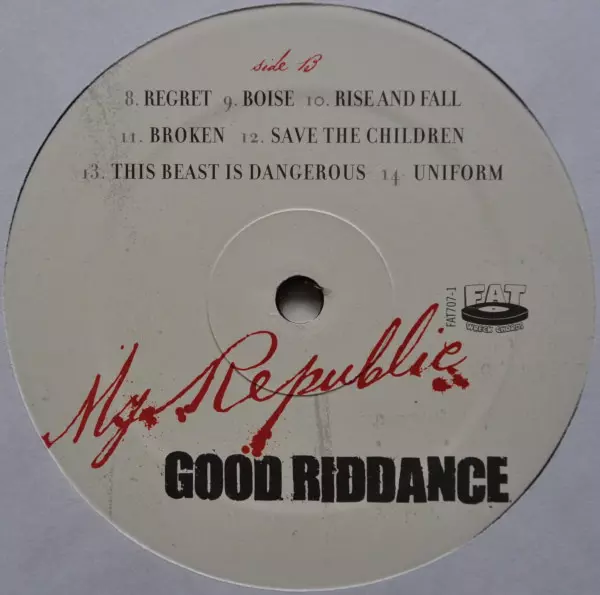 side B
8. REGRET 9. BOISE 10. RISE AND FALL
11. BROKEN 12. SAVE THE CHILDREN
13. THIS BEAST IS DANGEROUS 14 UNIFORM
FAT707-1
FAT
WRECK CHORDS
My Republic
GOOD RIDDANCE